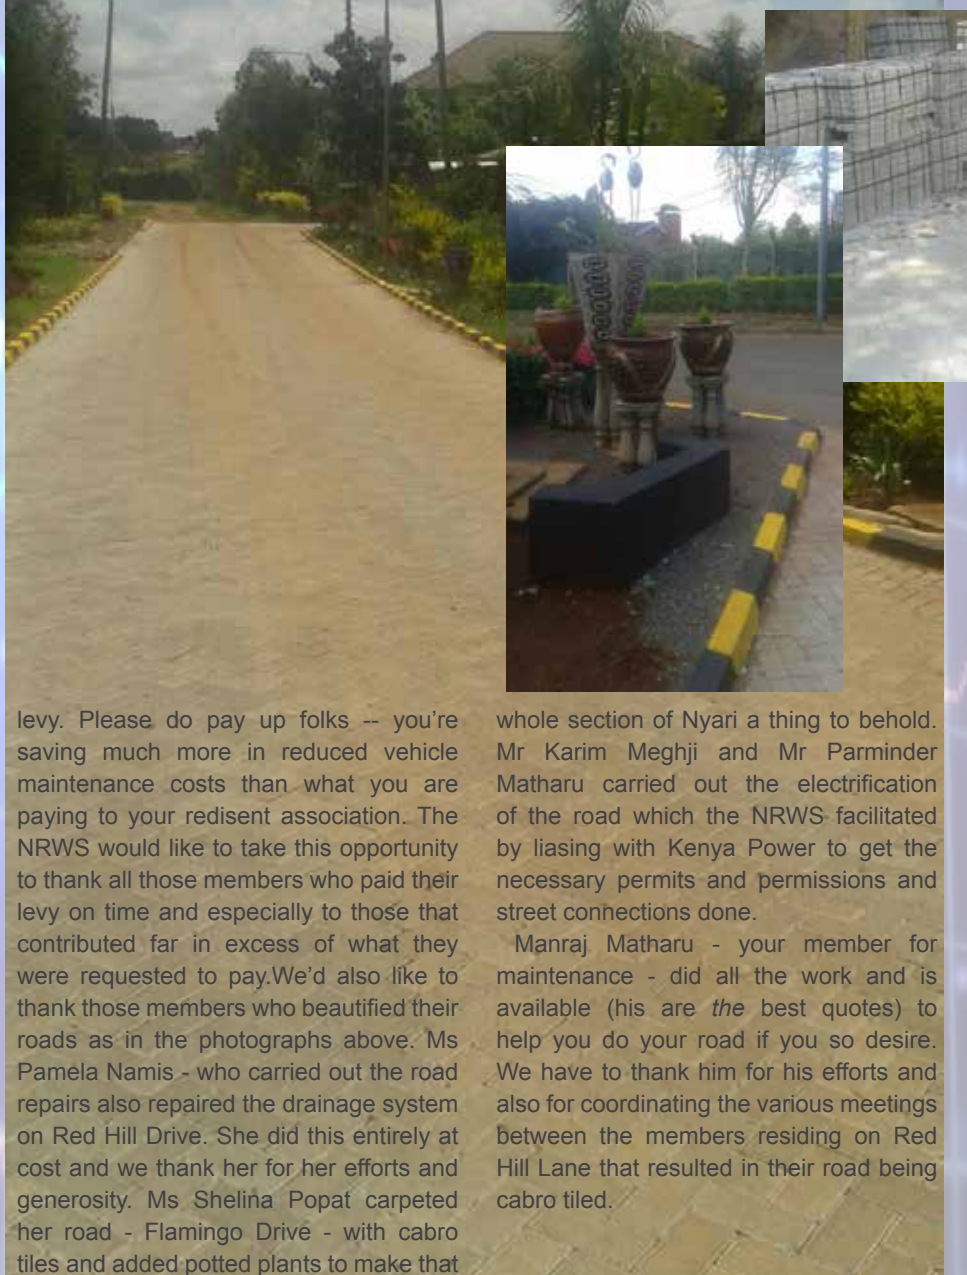 levy. Please do pay up folks -- you're
saving much more in reduced vehicle
maintenance costs than what you are
paying to your redisent association. The
NRWS would like to take this opportunity
to thank all those members who paid their
levy on time and especially to those that
contributed far in excess of what they
were requested to pay.We'd also like to
thank those members who beautified their
roads as in the photographs above. Ms
Pamela Namis - who carried out the road
repairs also repaired the drainage system
on Red Hill Drive. She did this entirely at
cost and we thank her for her efforts and
generosity. Ms Shelina Popat carpeted
her road - Flamingo Drive - with cabro
tiles and added potted plants to make that
whole section of Nyari a thing to behold.
Mr Karim Meghji and Mr Parminder
Matharu carried out the electrification
of the road which the NRWS facilitated
by liasing with Kenya Power to get the
necessary permits and permissions and
street connections done.
Manraj Matharu - your member for
maintenance - did all the work and is
available (his are the best quotes) to
help you do your road if you so desire.
We have to thank him for his efforts and
also for coordinating the various meetings
between the members residing on Red
Hill Lane that resulted in their road being
cabro tiled.